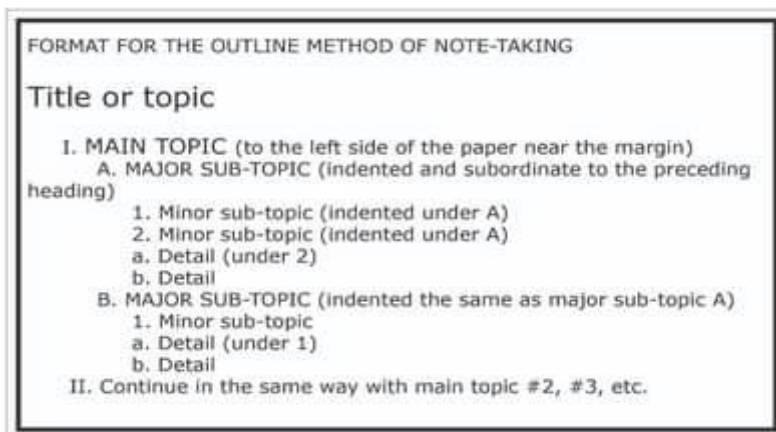 FORMAT FOR THE OUTLINE METHOD OF NOTE-TAKING
Title or topic
I. MAIN TOPIC (to the left side of the paper near the margin)
A. MAJOR SUB-TOPIC (indented and subordinate to the preceding
heading)
1. Minor sub-topic (indented under A)
2. Minor sub-topic (indented under A)
a. Detail (under 2)
b. Detail
B. MAJOR SUB-TOPIC (indented the same as major sub-topic A)
1. Minor sub-topic
a. Detail (under 1)
b. Detail
II. Continue in the same way with main topic #2, #3, etc.